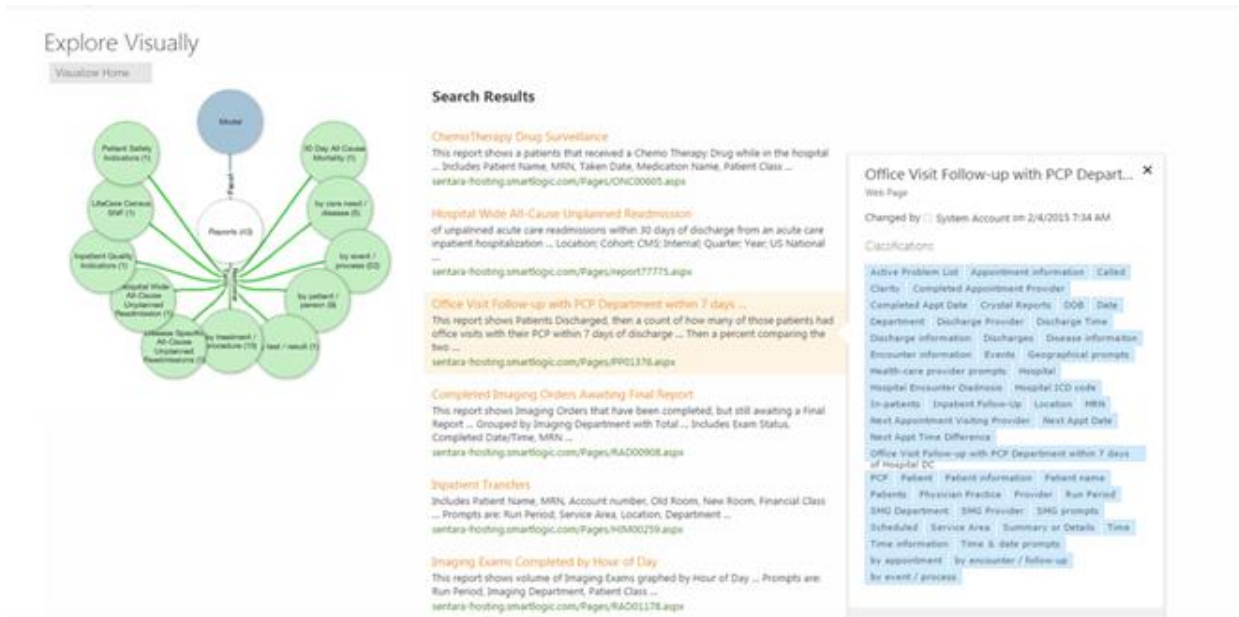 Explore Visually
Visualize Home
Model
Facet
Patient Safety
Indicators (1)
30 Day All Cause
Mortality (1)
LifeCare Census
SNF (1)
Reports (43)
by care need /
disease (5)
Inpatient Quality
Indicators (1)
by event /
process (52)
Hospital Wide
All-Cause
Unplanned
Readmission (1)
by patient /
person (9)
Disease Specific
All-Cause
Unplanned
Readmissions
by treatment /
procedure (15)
test / result (1)
Narrower
Search Results
ChemoTherapy Drug Surveillance
This report shows a patients that received a Chemo Therapy Drug while in the hospital
... Includes Patient Name, MRN, Taken Date, Medication Name, Patient Class ...
sentara-hosting.smartlogic.com/Pages/ONC00605.aspx
Hospital Wide All-Cause Unplanned Readmission
of unpalnned acute care readmissions within 30 days of discharge from an acute care
inpatient hospitalization ... Location; Cohort; CMS; Internal; Quarter; Year; US National
...
sentara-hosting.smartlogic.com/Pages/report77775.aspx
Office Visit Follow-up with PCP Department within 7 days ...
This report shows Patients Discharged, then a count of how many of those patients had
office visits with their PCP within 7 days of discharge ... Then a percent comparing the
two ...
sentara-hosting.smartlogic.com/Pages/PP01376.aspx
Completed Imaging Orders Awaiting Final Report
This report shows Imaging Orders that have been completed, but still awaiting a Final
Report ... Grouped by Imaging Department with Total ... Includes Exam Status,
Completed Date/Time, MRN ...
sentara-hosting.smartlogic.com/Pages/RAD00908.aspx
Inpatient Transfers
Includes Patient Name, MRN, Account number, Old Room, New Room, Financial Class
... Prompts are: Run Period, Service Area, Location, Department ...
sentara-hosting.smartlogic.com/Pages/HIM00259.aspx
Imaging Exams Completed by Hour of Day
This report shows volume of Imaging Exams graphed by Hour of Day ... Prompts are:
Run Period, Imaging Department, Patient Class ...
sentara-hosting.smartlogic.com/Pages/RAD01178.aspx
Office Visit Follow-up with PCP Depart...
Web Page
Changed by System Account on 2/4/2015 7:34 AM
Classifications
Active Problem List Appointment information Called
Clarity Completed Appointment Provider
Completed Appt Date Crystal Reports DOB Date
Department Discharge Provider Discharge Time
Discharge information Discharges Disease informaiton
Encounter information Events Geographical prompts
Health-care provider prompts Hospital
Hospital Encounter Diadnosis Hospital ICD code
In-patients Inpatient Follow-Up Location MRN
Next Appointment Visiting Provider Next Appt Date
Next Appt Time Difference
Office Visit Follow-up with PCP Department within 7 days
of Hospital DC
PCP Patient Patient information Patient name
Patients Physician Practice Provider Run Period
SMG Department SMG Provider SMG prompts
Scheduled Service Area Summary or Details Time
Time information Time & date prompts
by appointment by encounter / follow-up
by event / process